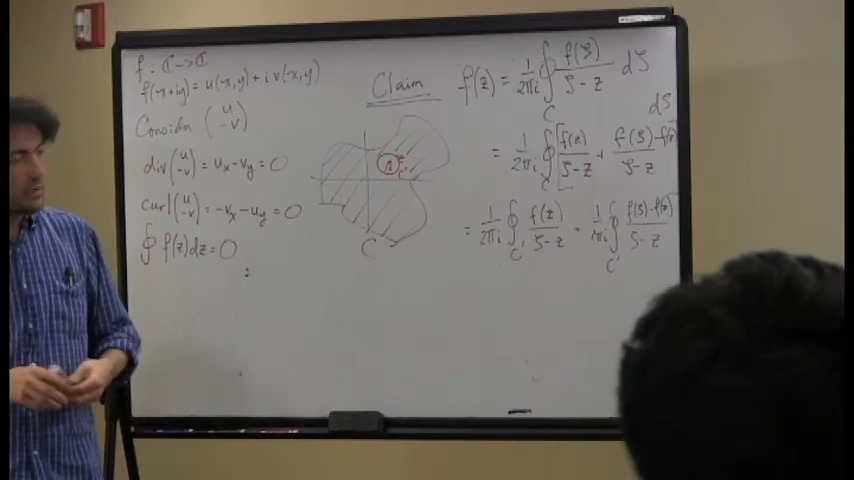 f : ℂ → ℂ
f(x+iy) = u(x,y) + i v(x,y)
Consider (u, -v)
div(u, -v) = u_x - v_y = 0
curl(u, -v) = -v_x - u_y = 0
∮ f(z)dz = 0
Claim
C'
C
f(z) = 1/2πi ∮_C f(ζ)/(ζ - z) dζ
dζ
= 1/2πi ∮_C' [f(z)/(ζ - z) + (f(ζ) - f(z))/(ζ - z)
= 1/2πi ∮_C' f(z)/(ζ - z) + 1/2πi ∮_C' (f(ζ) - f(z))/(ζ - z)